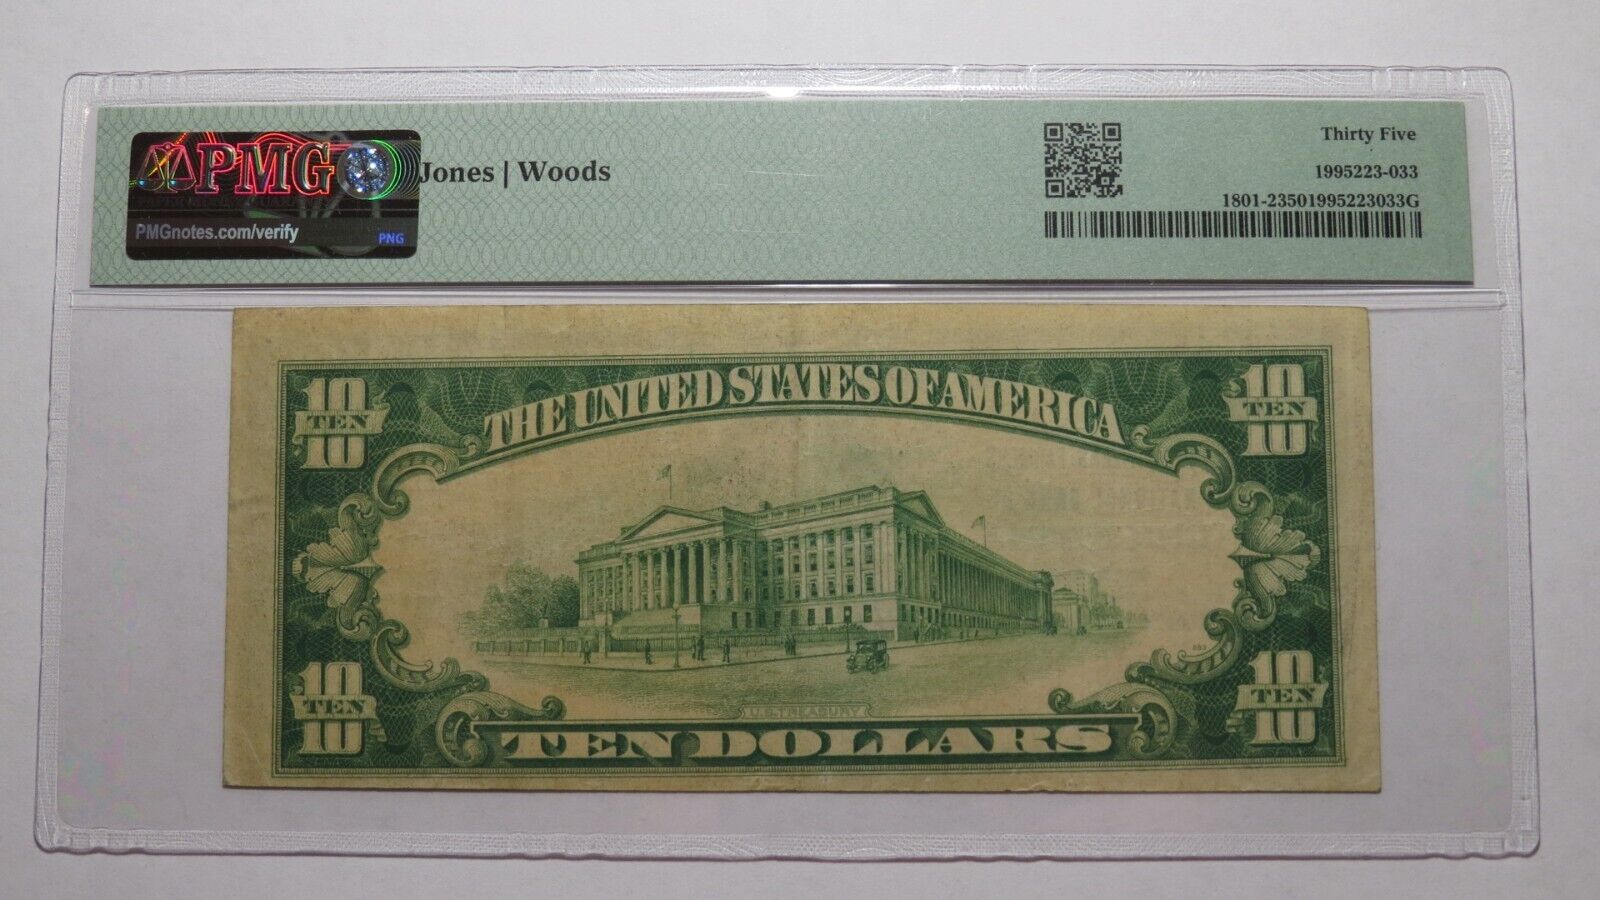 PMG
PMGnotes.com/verify
PNG
Jones | Woods
Thirty Five
1995223-033
1801-23501995223033G
THE UNITED STATES OF AMERICA
10
TEN
10
10
TEN
10
10
TEN
10
10
TEN
10
U.S. TREASURY
TEN DOLLARS